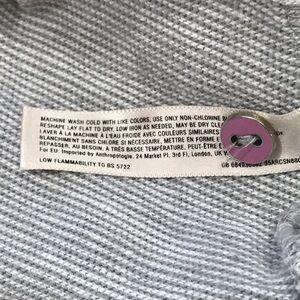 MACHINE WASH COLD WITH LIKE COLORS, USE ONLY NON-CHLORINE
RESHAPE LAY FLAT TO DRY, LOW IRON AS NEEDED, MAY BE DRY
LAVER À LA MACHINE EN EAU FROIDE AVEC COULEURS SIMILAIRES
BLANCHIMENT SANS CHLORE SI NÉCESSAIRE, METTRE EN FORME E
REPASSER, AU BESOIN, À TRÈS BASSE TEMPÉRATURE, PEUT-ÊTRE
For EU: Imported by Anthropologie, 24 Market Pl, 3rd Fl, London, UK
LOW FLAMMABILITY TO BS 5722
GB